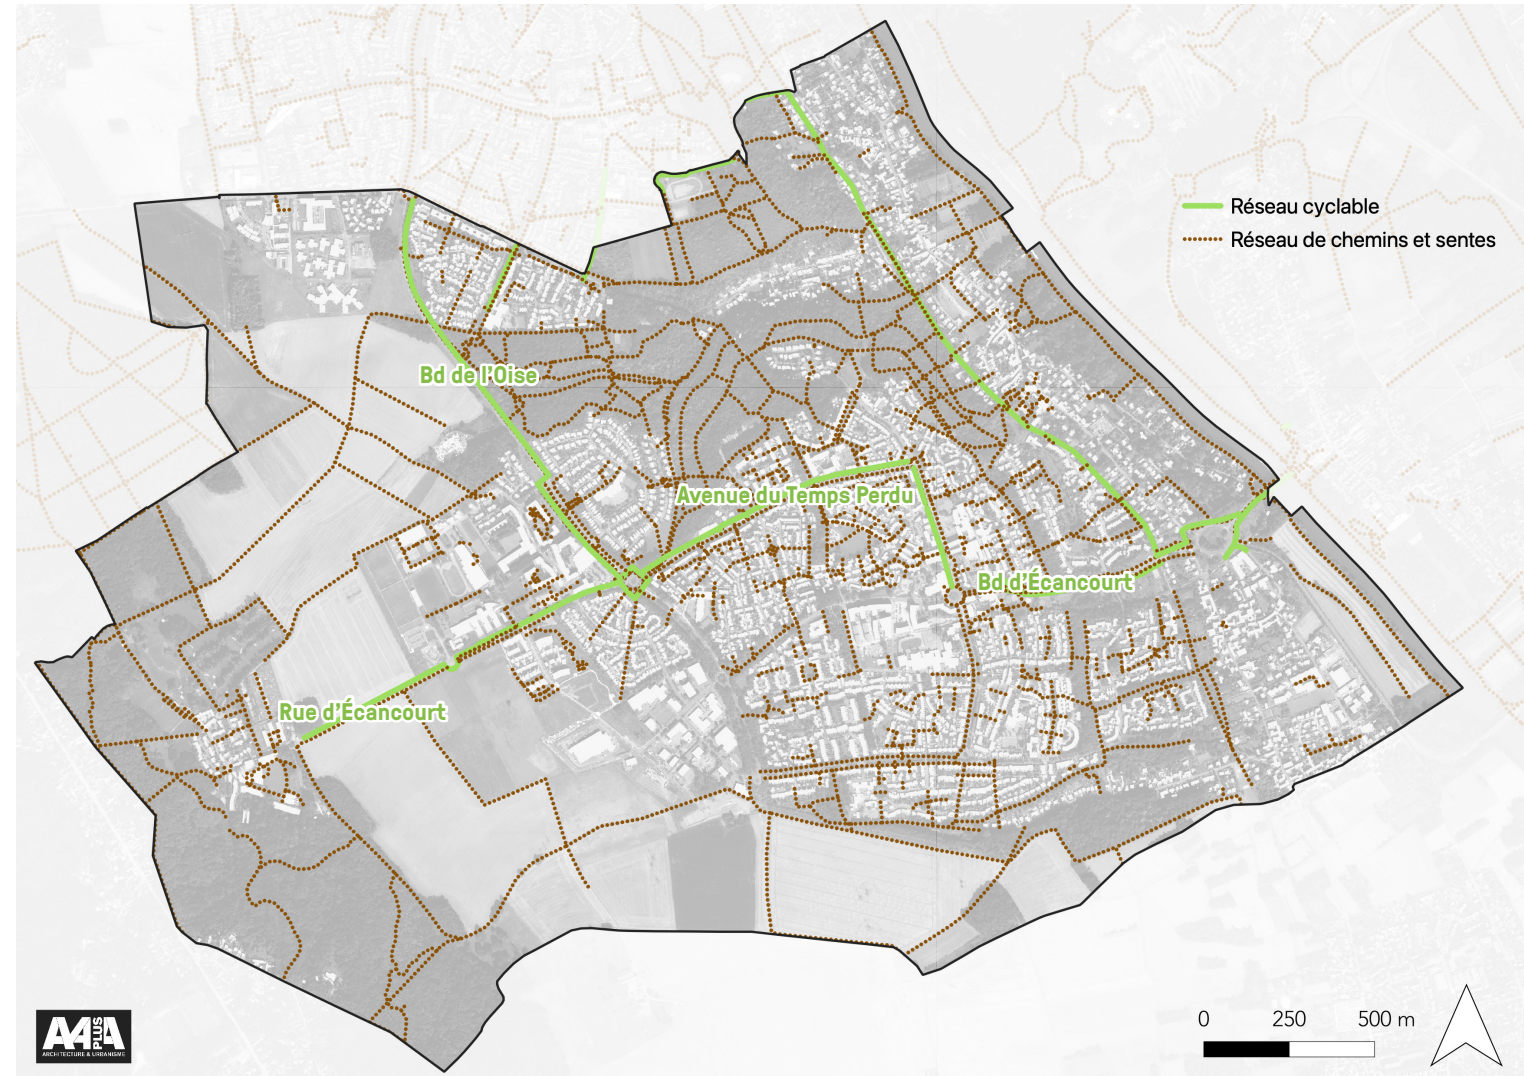 Réseau cyclable
Réseau de chemins et sentes
Bd de l'Oise
Avenue du Temps Perdu
Bd d'Écancourt
Rue d'Écancourt
0 250 500 m
AA PLUS
ARCHITECTURE & URBANISME